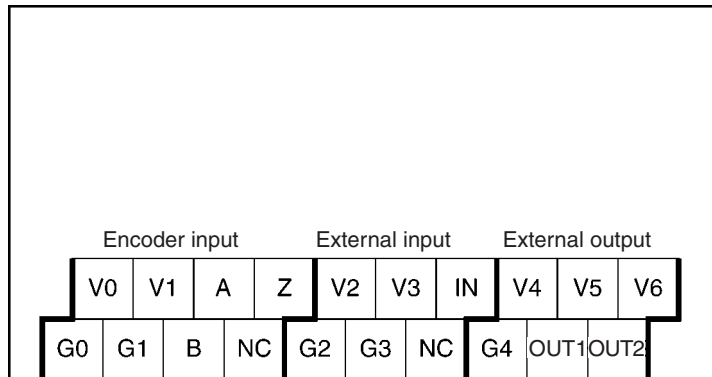 Encoder input External input External output
V0 V1 A Z V2 V3 IN V4 V5 V6
G0 G1 B NC G2 G3 NC G4 OUT1 OUT2